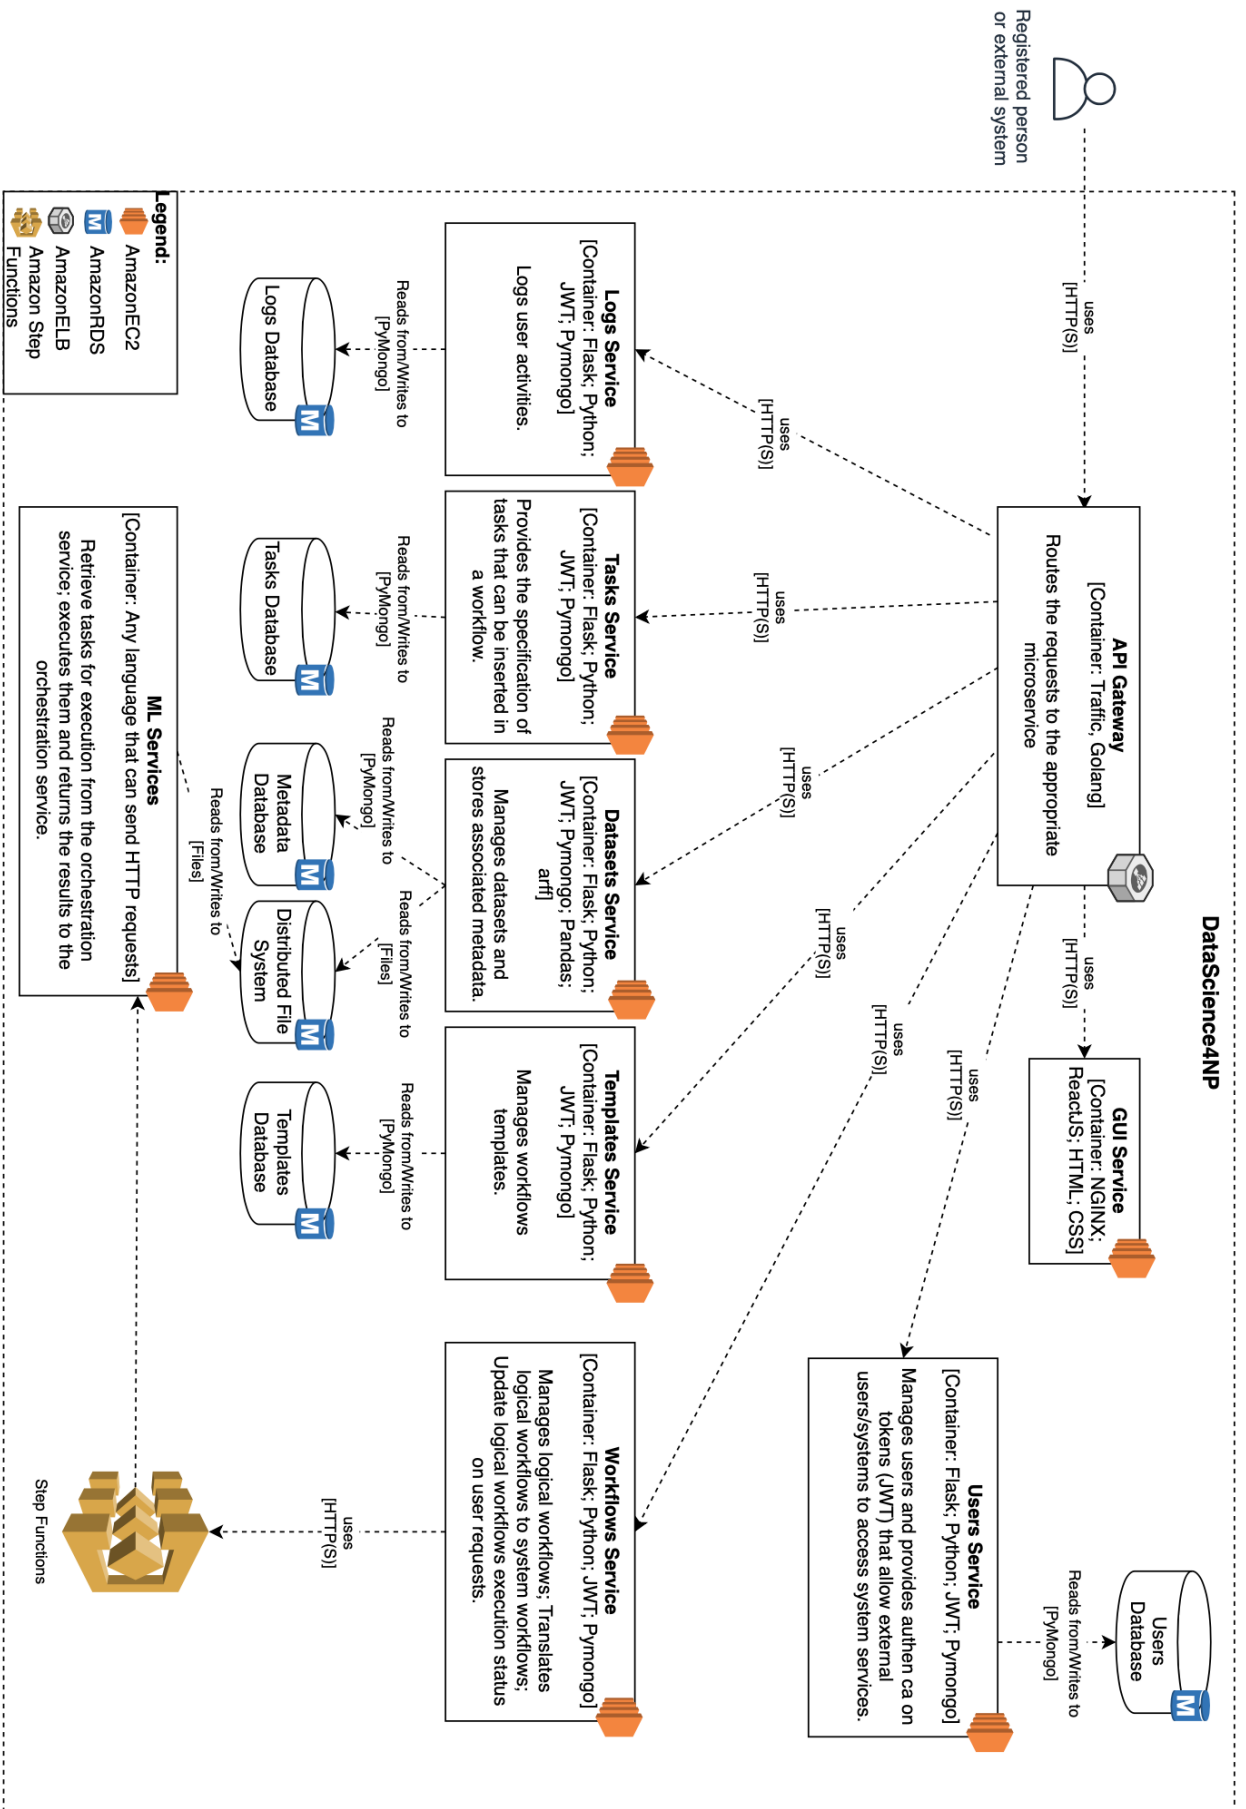 DataScience4NP
Registered person
or external system
uses
[HTTP(S)]
API Gateway
[Container: Traffic, Golang]
Routes the requests to the appropriate
microservice
uses
[HTTP(S)]
GUI Service
[Container: NGINX;
ReactJS; HTML; CSS]
Users
Database
Reads from/Writes to
[PyMongo]
Users Service
[Container: Flask; Python; JWT; Pymongo]
Manages users and provides authen ca on
tokens (JWT) that allow external
users/systems to access system services.
uses
[HTTP(S)]
uses
[HTTP(S)]
uses
[HTTP(S)]
uses
[HTTP(S)]
uses
[HTTP(S)]
uses
[HTTP(S)]
Logs Service
[Container: Flask; Python;
JWT; Pymongo]
Logs user activities.
Tasks Service
[Container: Flask; Python;
JWT; Pymongo]
Provides the specification of
tasks that can be inserted in
a workflow.
Datasets Service
[Container: Flask; Python;
JWT; Pymongo; Pandas;
arff]
Manages datasets and
stores associated metadata.
Templates Service
[Container: Flask; Python;
JWT; Pymongo]
Manages workflows
templates.
Workflows Service
[Container: Flask; Python; JWT; Pymongo]
Manages logical workflows; Translates
logical workflows to system workflows;
Update logical workflows execution status
on user requests.
Reads from/Writes to
[PyMongo]
Reads from/Writes to
[PyMongo]
Reads from/Writes to
[PyMongo]
Reads from/Writes to
[Files]
Reads from/Writes to
[PyMongo]
uses
[HTTP(S)]
Logs Database
M
Tasks Database
M
Metadata
Database
M
Distributed File
System
M
Templates
Database
M
M
Reads from/Writes to
[Files]
Legend:
AmazonEC2
M
AmazonRDS
AmazonELB
Amazon Step
Functions
ML Services
[Container: Any language that can send HTTP requests]
Retrieve tasks for execution from the orchestration
service; executes them and returns the results to the
orchestration service.
Step Functions